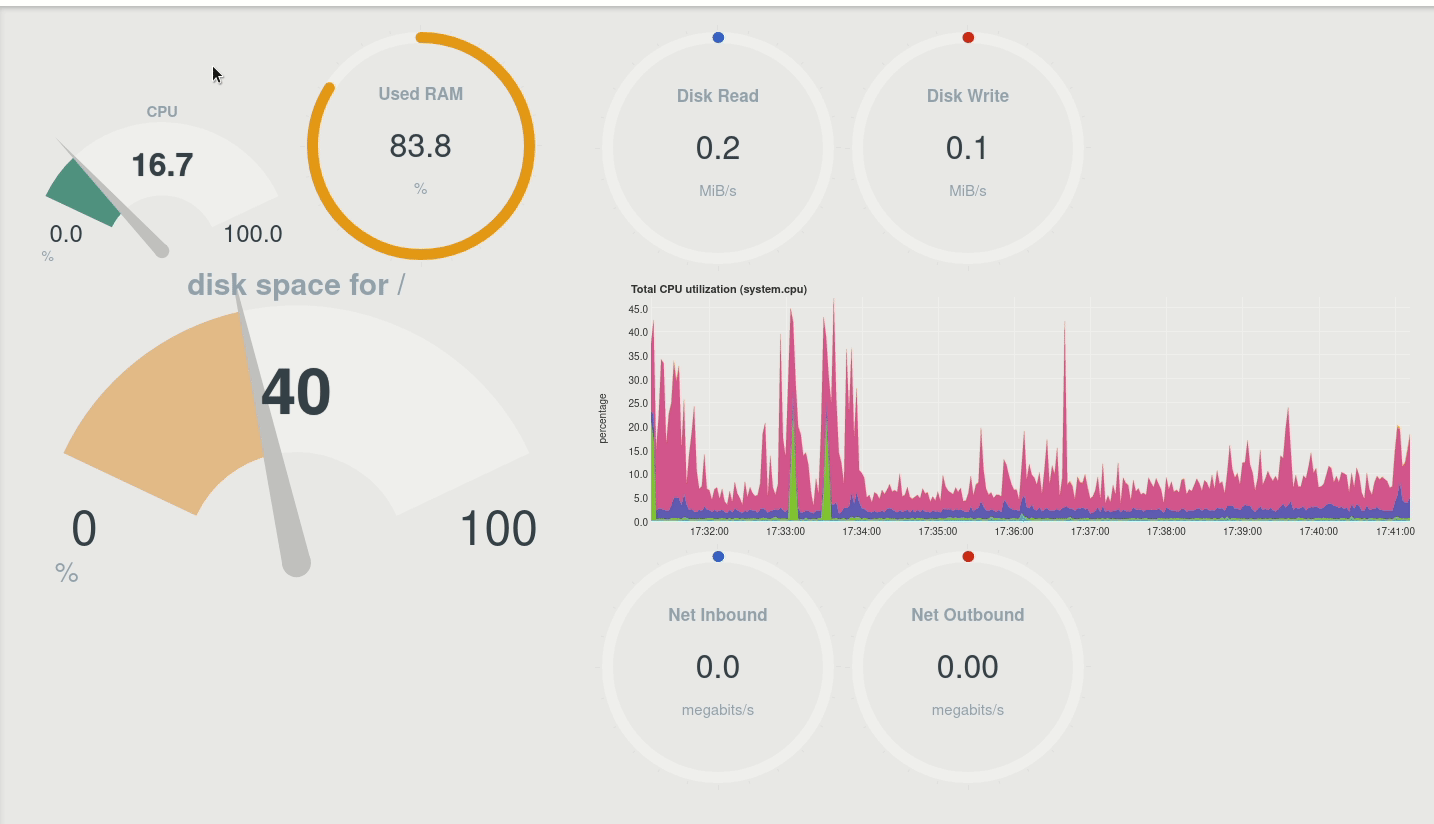 CPU
16.7
0.0
100.0
%
Used RAM
83.8
%
Disk Read
0.2
MiB/s
Disk Write
0.1
MiB/s
disk space for /
40
0
100
%
Total CPU utilization (system.cpu)
percentage
45.0
40.0
35.0
30.0
25.0
20.0
15.0
10.0
5.0
0.0
17:32:00 17:33:00 17:34:00 17:35:00 17:36:00 17:37:00 17:38:00 17:39:00 17:40:00 17:41:00
Net Inbound
0.0
megabits/s
Net Outbound
0.00
megabits/s